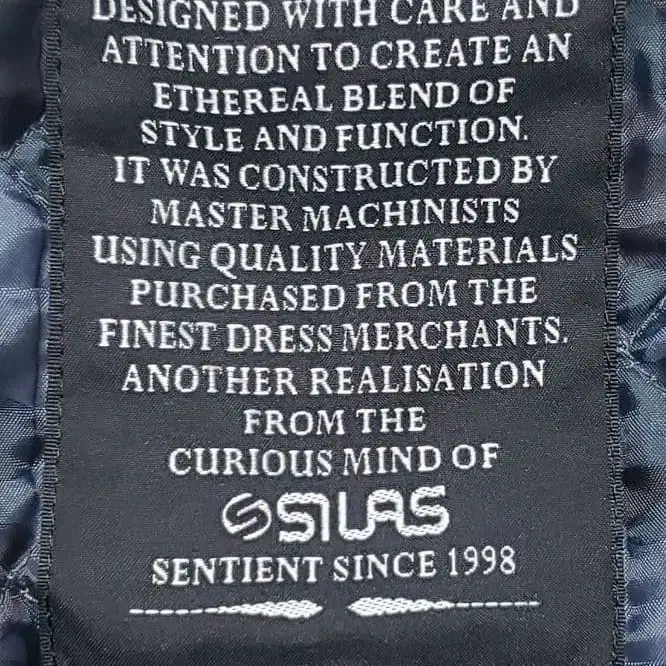 DESIGNED WITH CARE AND
ATTENTION TO CREATE AN
ETHEREAL BLEND OF
STYLE AND FUNCTION.
IT WAS CONSTRUCTED BY
MASTER MACHINISTS
USING QUALITY MATERIALS
PURCHASED FROM THE
FINEST DRESS MERCHANTS.
ANOTHER REALISATION
FROM THE
CURIOUS MIND OF
SILAS
SENTIENT SINCE 1998